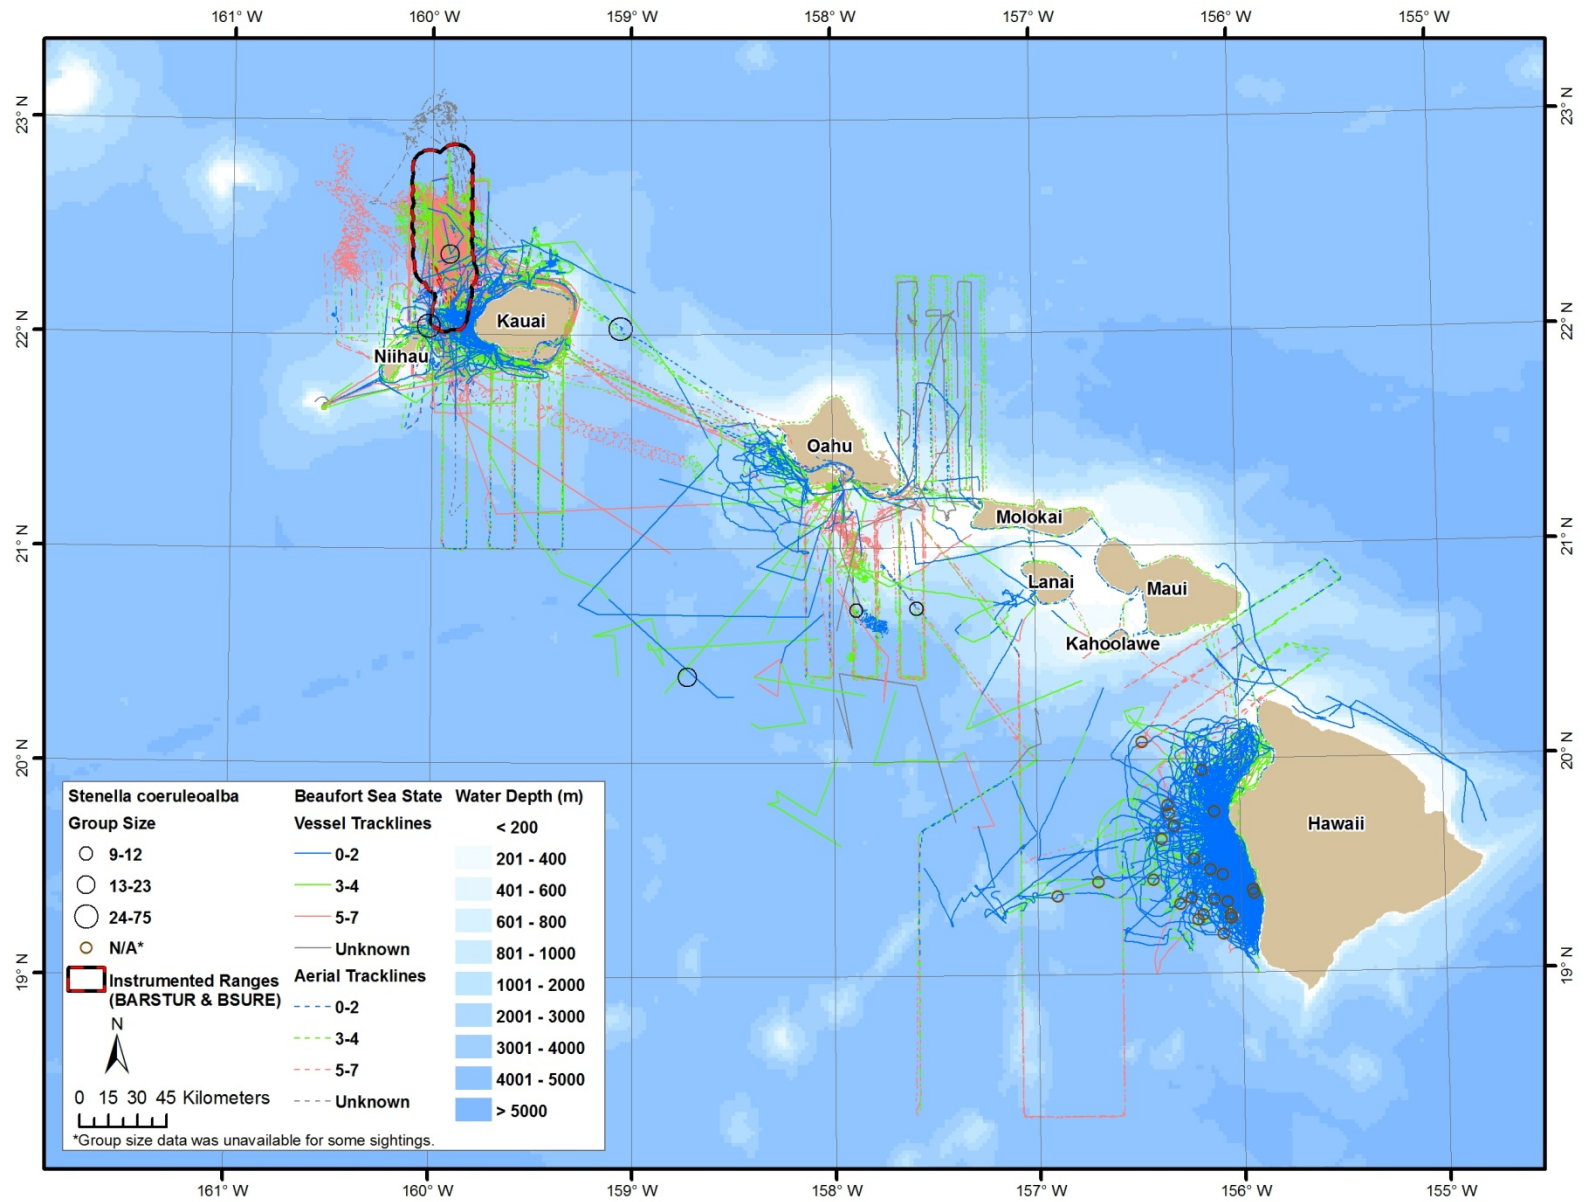 161° W 160° W 159° W 158° W 157° W 156° W 155° W
23° N 23° N
22° N 22° N
21° N 21° N
20° N 20° N
19° N 19° N
Kauai
Niihau
Oahu
Molokai
Lanai
Maui
Kahoolawe
Hawaii
Stenella coeruleoalba
Group Size
9-12
13-23
24-75
N/A*
Instrumented Ranges
(BARSTUR & BSURE)
N
0 15 30 45 Kilometers
Beaufort Sea State
Vessel Tracklines
0-2
3-4
5-7
Unknown
Aerial Tracklines
0-2
3-4
5-7
Unknown
Water Depth (m)
< 200
201 - 400
401 - 600
601 - 800
801 - 1000
1001 - 2000
2001 - 3000
3001 - 4000
4001 - 5000
> 5000
*Group size data was unavailable for some sightings.
161° W 160° W 159° W 158° W 157° W 156° W 155° W